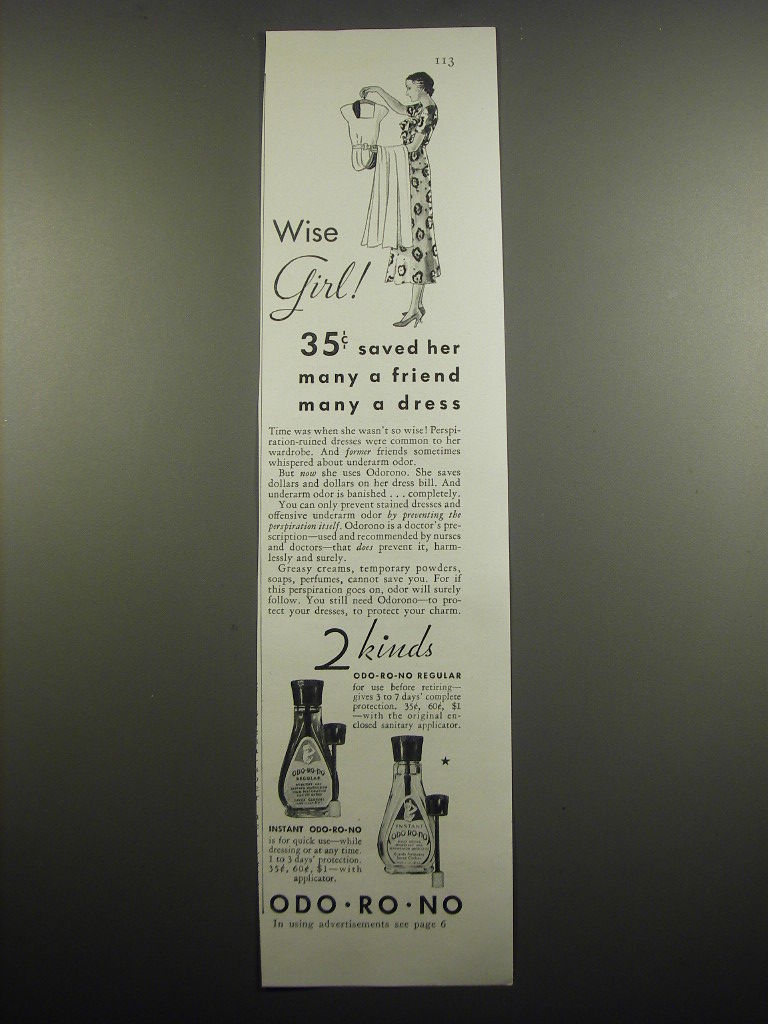 113
Wise
Girl!
35¢ saved her
many a friend
many a dress
Time was when she wasn't so wise! Perspi-
ration-ruined dresses were common to her
wardrobe. And former friends sometimes
whispered about underarm odor.
But now she uses Odorono. She saves
dollars and dollars on her dress bill. And
underarm odor is banished . . . completely.
You can only prevent stained dresses and
offensive underarm odor by preventing the
perspiration itself. Odorono is a doctor's pre-
scription—used and recommended by nurses
and doctors—that does prevent it, harm-
lessly and surely.
Greasy creams, temporary powders,
soaps, perfumes, cannot save you. For if
this perspiration goes on, odor will surely
follow. You still need Odorono—to pro-
tect your dresses, to protect your charm.
2 kinds
ODO-RO-NO REGULAR
for use before retiring—
gives 3 to 7 days' complete
protection. 35¢, 60¢, $1
—with the original en-
closed sanitary applicator.
ODO-RO-NO
REGULAR
INSTANT
ODO-RO-NO
INSTANT ODO-RO-NO
is for quick use—while
dressing or at any time.
1 to 3 days' protection.
35¢, 60¢, $1—with
applicator.
ODO·RO·NO
In using advertisements see page 6